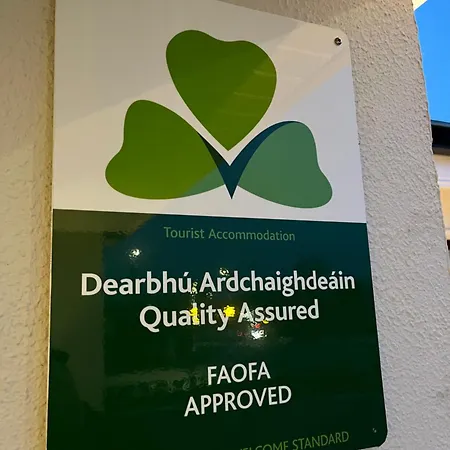 Tourist Accommodation
Dearbhú Ardchaighdeáin
Quality Assured
FAOFA
APPROVED
WELCOME STANDARD